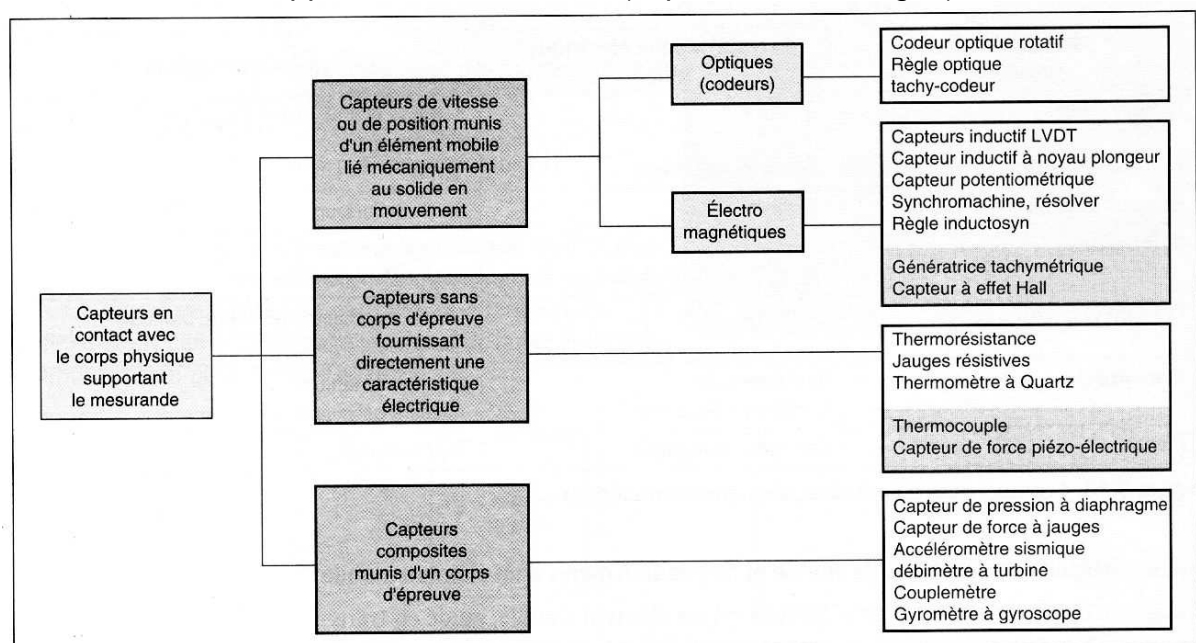 Capteurs en
contact avec
le corps physique
supportant
le mesurande
Capteurs de vitesse
ou de position munis
d'un élément mobile
lié mécaniquement
au solide en
mouvement
Optiques
(codeurs)
Codeur optique rotatif
Règle optique
tachy-codeur
Électro
magnétiques
Capteurs inductif LVDT
Capteur inductif à noyau plongeur
Capteur potentiométrique
Synchromachine, résolver
Règle inductosyn
Génératrice tachymétrique
Capteur à effet Hall
Capteurs sans
corps d'épreuve
fournissant
directement une
caractéristique
électrique
Thermorésistance
Jauges résistives
Thermomètre à Quartz
Thermocouple
Capteur de force piézo-électrique
Capteurs
composites
munis d'un corps
d'épreuve
Capteur de pression à diaphragme
Capteur de force à jauges
Accéléromètre sismique
débimètre à turbine
Couplemètre
Gyromètre à gyroscope